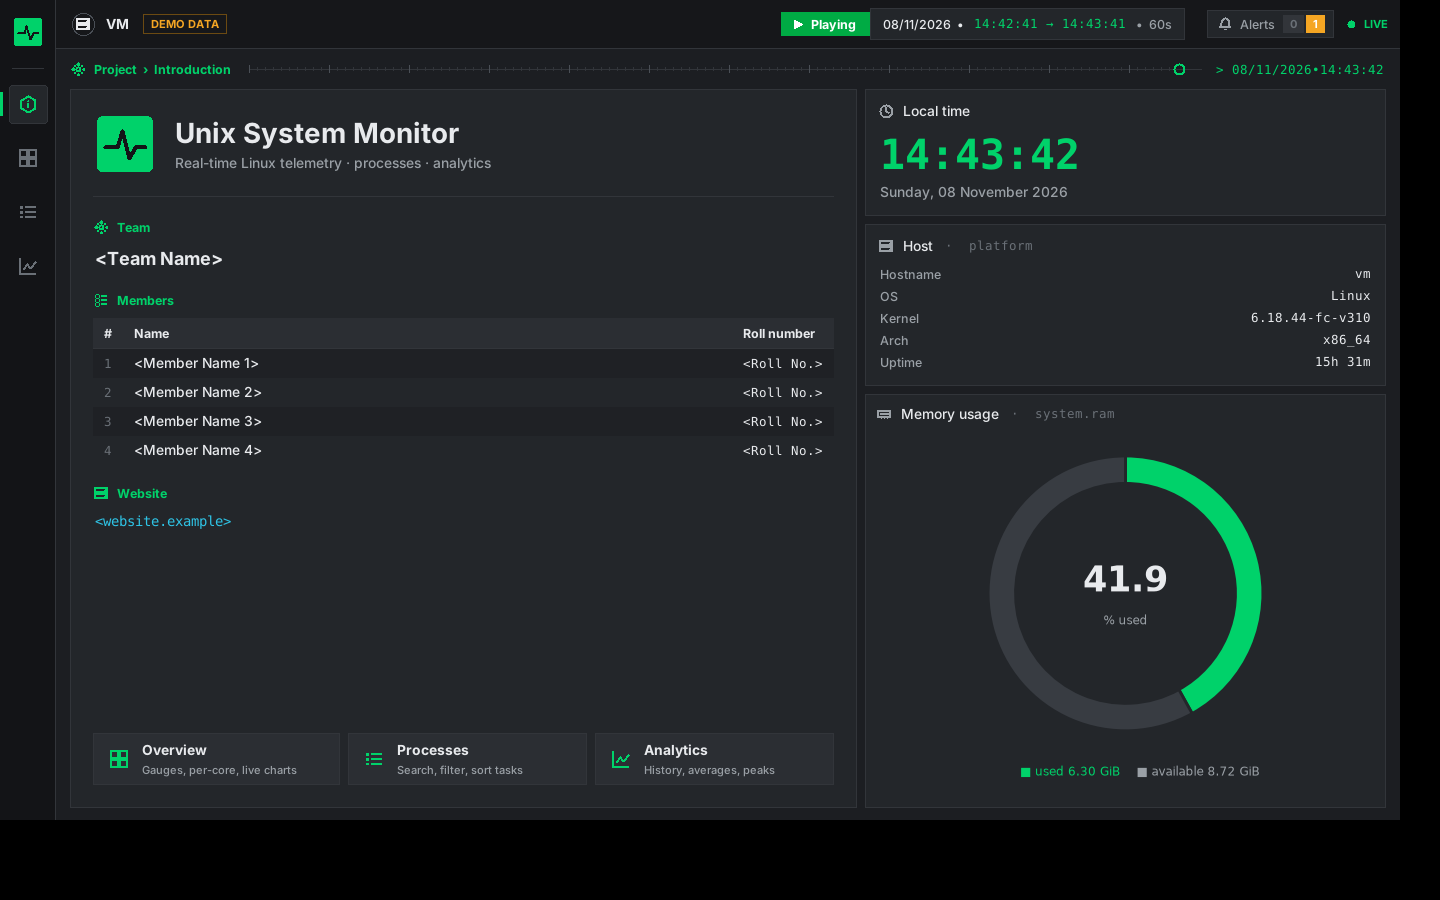 VM DEMO DATA Playing 08/11/2026 • 14:42:41 → 14:43:41 • 60s Alerts 0 1 LIVE
Project › Introduction > 08/11/2026•14:43:42
Unix System Monitor
Real-time Linux telemetry · processes · analytics
Team
<Team Name>
Members
# Name Roll number
1 <Member Name 1> <Roll No.>
2 <Member Name 2> <Roll No.>
3 <Member Name 3> <Roll No.>
4 <Member Name 4> <Roll No.>
Website
<website.example>
Overview
Gauges, per-core, live charts
Processes
Search, filter, sort tasks
Analytics
History, averages, peaks
Local time
14:43:42
Sunday, 08 November 2026
Host · platform
Hostname vm
OS Linux
Kernel 6.18.44-fc-v310
Arch x86_64
Uptime 15h 31m
Memory usage · system.ram
41.9
% used
used 6.30 GiB available 8.72 GiB